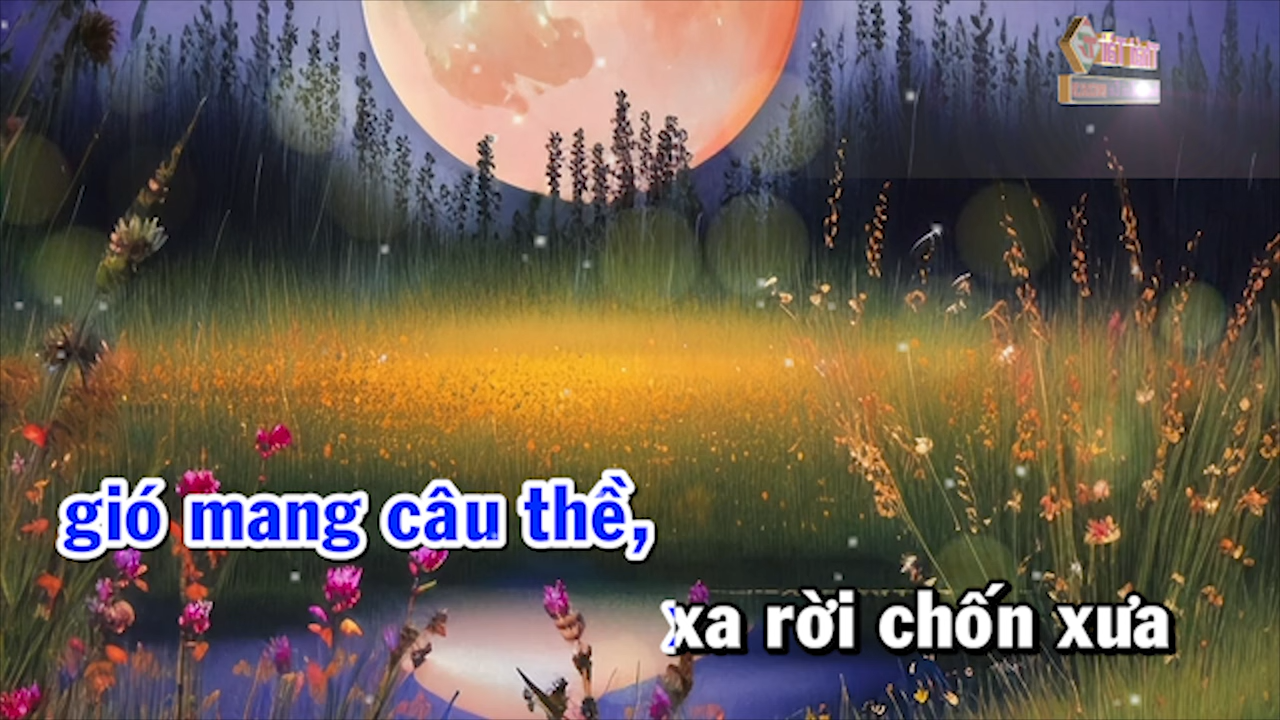 gió mang câu thề,
xa rời chốn xưa